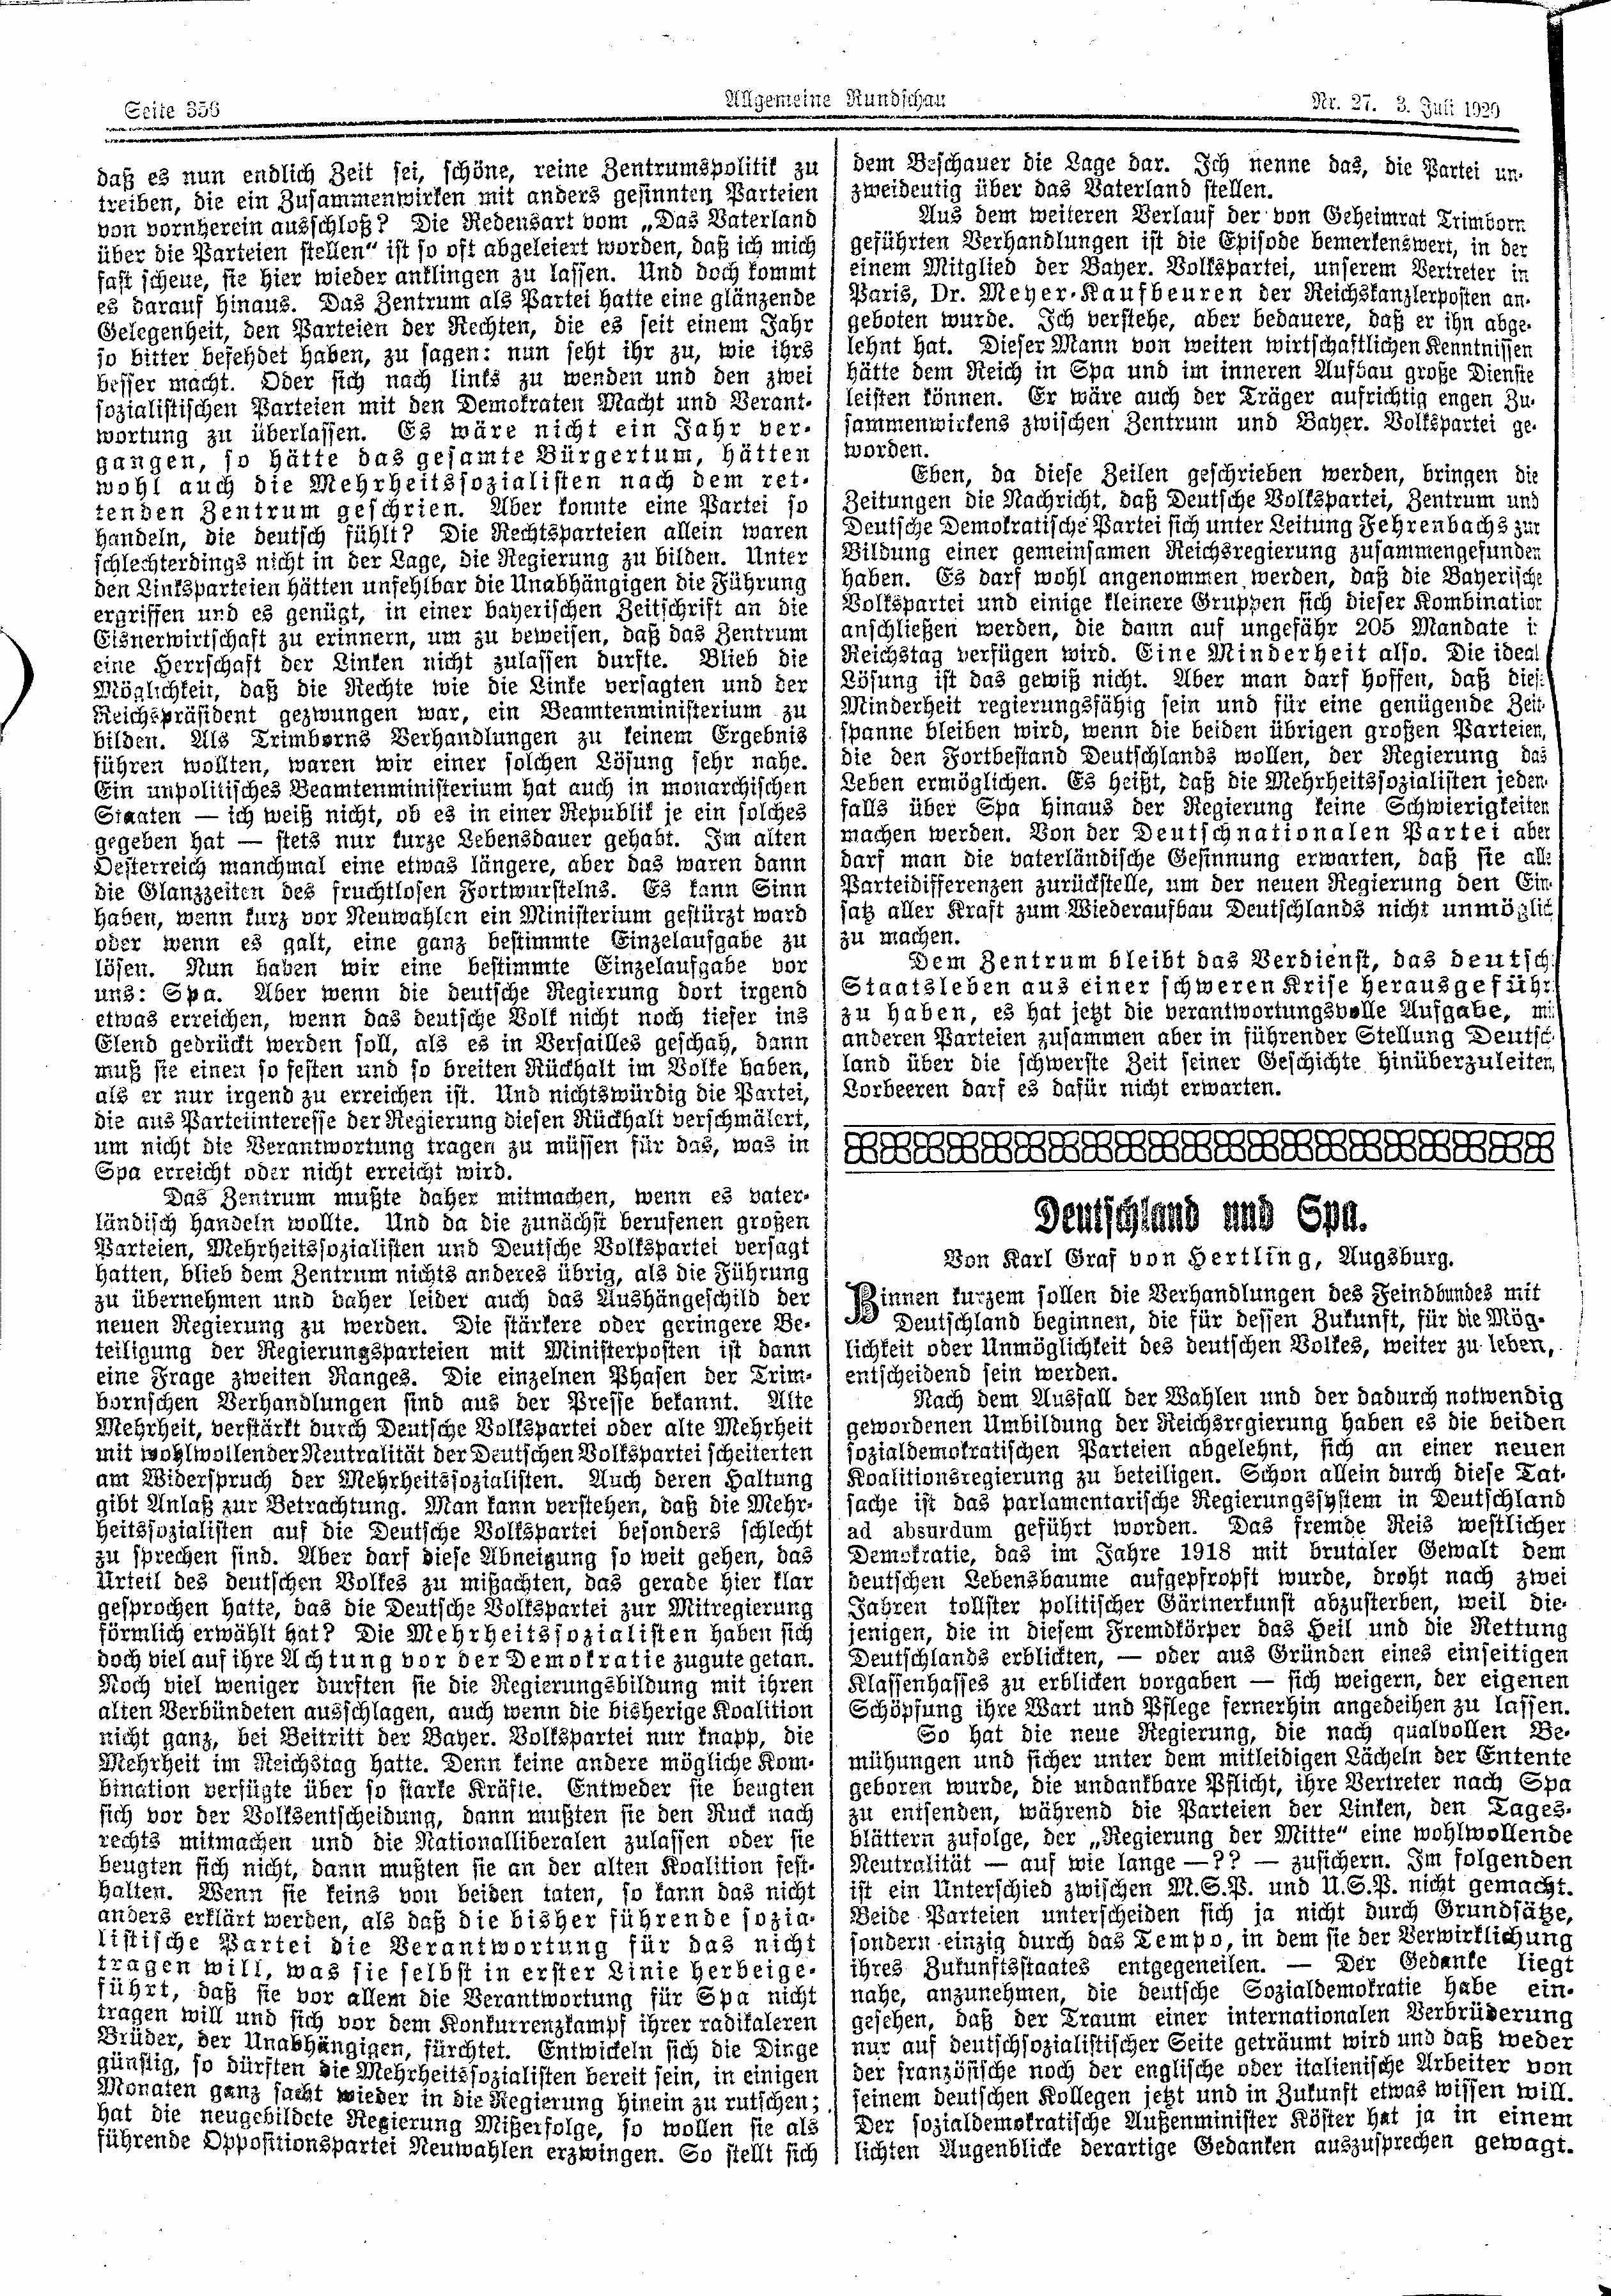 Seite 356
Allgemeine Rundschau
Nr. 27. 3. Juli 1920
daß es nun endlich Zeit sei, schöne, reine Zentrumspolitik zu
treiben, die ein Zusammenwirken mit anders gesinnten Parteien
von vornherein ausschloß? Die Redensart vom „Das Vaterland
über die Parteien stellen“ ist so oft abgeleiert worden, daß ich mich
fast scheue, sie hier wieder anklingen zu lassen. Und doch kommt
es darauf hinaus. Das Zentrum als Partei hatte eine glänzende
Gelegenheit, den Parteien der Rechten, die es seit einem Jahr
so bitter befehdet haben, zu sagen: nun seht ihr zu, wie ihrs
besser macht. Oder sich nach links zu wenden und den zwei
sozialistischen Parteien mit den Demokraten Macht und Verant-
wortung zu überlassen. Es wäre nicht ein Jahr ver-
gangen, so hätte das gesamte Bürgertum, hätten
wohl auch die Mehrheitssozialisten nach dem ret-
tenden Zentrum geschrien. Aber konnte eine Partei so
handeln, die deutsch fühlt? Die Rechtsparteien allein waren
schlechterdings nicht in der Lage, die Regierung zu bilden. Unter
den Linksparteien hätten unfehlbar die Unabhängigen die Führung
ergriffen und es genügt, in einer bayerischen Zeitschrift an die
Eisnerwirtschaft zu erinnern, um zu beweisen, daß das Zentrum
eine Herrschaft der Linken nicht zulassen durfte. Blieb die
Möglichkeit, daß die Rechte wie die Linke versagten und der
Reichspräsident gezwungen war, ein Beamtenministerium zu
bilden. Als Trimborns Verhandlungen zu keinem Ergebnis
führen wollten, waren wir einer solchen Lösung sehr nahe.
Ein unpolitisches Beamtenministerium hat auch in monarchischen
Staaten — ich weiß nicht, ob es in einer Republik je ein solches
gegeben hat — stets nur kurze Lebensdauer gehabt. Im alten
Oesterreich manchmal eine etwas längere, aber das waren dann
die Glanzzeiten des fruchtlosen Fortwurstelns. Es kann Sinn
haben, wenn kurz vor Neuwahlen ein Ministerium gestürzt ward
oder wenn es galt, eine ganz bestimmte Einzelaufgabe zu
lösen. Nun haben wir eine bestimmte Einzelaufgabe vor
uns: Spa. Aber wenn die deutsche Regierung dort irgend
etwas erreichen, wenn das deutsche Volk nicht noch tiefer ins
Elend gedrückt werden soll, als es in Versailles geschah, dann
muß sie einen so festen und so breiten Rückhalt im Volke haben,
als er nur irgend zu erreichen ist. Und nichtswürdig die Partei,
die aus Parteiinteresse der Regierung diesen Rückhalt verschmälert,
um nicht die Verantwortung tragen zu müssen für das, was in
Spa erreicht oder nicht erreicht wird.
Das Zentrum mußte daher mitmachen, wenn es vater-
ländisch handeln wollte. Und da die zunächst berufenen großen
Parteien, Mehrheitssozialisten und Deutsche Volkspartei versagt
hatten, blieb dem Zentrum nichts anderes übrig, als die Führung
zu übernehmen und daher leider auch das Aushängeschild der
neuen Regierung zu werden. Die stärkere oder geringere Be-
teiligung der Regierungsparteien mit Ministerposten ist dann
eine Frage zweiten Ranges. Die einzelnen Phasen der Trim-
bornschen Verhandlungen sind aus der Presse bekannt. Alte
Mehrheit, verstärkt durch Deutsche Volkspartei oder alte Mehrheit
mit wohlwollender Neutralität der Deutschen Volkspartei scheiterten
am Widerspruch der Mehrheitssozialisten. Auch deren Haltung
gibt Anlaß zur Betrachtung. Man kann verstehen, daß die Mehr-
heitssozialisten auf die Deutsche Volkspartei besonders schlecht
zu sprechen sind. Aber darf diese Abneigung so weit gehen, das
Urteil des deutschen Volkes zu mißachten, das gerade hier klar
gesprochen hatte, das die Deutsche Volkspartei zur Mitregierung
förmlich erwählt hat? Die Mehrheitssozialisten haben sich
doch viel auf ihre Achtung vor der Demokratie zugute getan.
Noch viel weniger durften sie die Regierungsbildung mit ihren
alten Verbündeten ausschlagen, auch wenn die bisherige Koalition
nicht ganz, bei Beitritt der Bayer. Volkspartei nur knapp, die
Mehrheit im Reichstag hatte. Denn keine andere mögliche Kom-
bination verfügte über so starke Kräfte. Entweder sie beugten
sich vor der Volksentscheidung, dann mußten sie den Ruck nach
rechts mitmachen und die Nationalliberalen zulassen oder sie
beugten sich nicht, dann mußten sie an der alten Koalition fest-
halten. Wenn sie keins von beiden taten, so kann das nicht
anders erklärt werden, als daß die bisher führende sozia-
listische Partei die Verantwortung für das nicht
tragen will, was sie selbst in erster Linie herbeige-
führt, daß sie vor allem die Verantwortung für Spa nicht
tragen will und sich vor dem Konkurrenzkampf ihrer radikaleren
Brüder, der Unabhängigen, fürchtet. Entwickeln sich die Dinge
günstig, so dürften die Mehrheitssozialisten bereit sein, in einigen
Monaten ganz sacht wieder in die Regierung hinein zu rutschen;
hat die neugebildete Regierung Mißerfolge, so wollen sie als
führende Oppositionspartei Neuwahlen erzwingen. So stellt sich
dem Beschauer die Lage dar. Ich nenne das, die Partei un-
zweideutig über das Vaterland stellen.
Aus dem weiteren Verlauf der von Geheimrat Trimborn
geführten Verhandlungen ist die Episode bemerkenswert, in der
einem Mitglied der Bayer. Volkspartei, unserem Vertreter in
Paris, Dr. Meyer-Kaufbeuren der Reichskanzlerposten an-
geboten wurde. Ich verstehe, aber bedauere, daß er ihn abge-
lehnt hat. Dieser Mann von weiten wirtschaftlichen Kenntnissen
hätte dem Reich in Spa und im inneren Aufbau große Dienste
leisten können. Er wäre auch der Träger aufrichtig engen Zu-
sammenwirkens zwischen Zentrum und Bayer. Volkspartei ge-
worden.
Eben, da diese Zeilen geschrieben werden, bringen die
Zeitungen die Nachricht, daß Deutsche Volkspartei, Zentrum und
Deutsche Demokratische Partei sich unter Leitung Fehrenbachs zur
Bildung einer gemeinsamen Reichsregierung zusammengefunden
haben. Es darf wohl angenommen werden, daß die Bayerische
Volkspartei und einige kleinere Gruppen sich dieser Kombination
anschließen werden, die dann auf ungefähr 205 Mandate i
Reichstag verfügen wird. Eine Minderheit also. Die ideal
Lösung ist das gewiß nicht. Aber man darf hoffen, daß dies
Minderheit regierungsfähig sein und für eine genügende Zeit-
spanne bleiben wird, wenn die beiden übrigen großen Parteien,
die den Fortbestand Deutschlands wollen, der Regierung das
Leben ermöglichen. Es heißt, daß die Mehrheitssozialisten jeden-
falls über Spa hinaus der Regierung keine Schwierigkeiten
machen werden. Von der Deutschnationalen Partei aber
darf man die vaterländische Gesinnung erwarten, daß sie alle
Parteidifferenzen zurückstelle, um der neuen Regierung den Ein-
satz aller Kraft zum Wiederaufbau Deutschlands nicht unmöglich
zu machen.
Dem Zentrum bleibt das Verdienst, das deutsch
Staatsleben aus einer schweren Krise herausgeführ
zu haben, es hat jetzt die verantwortungsvolle Aufgabe, mi
anderen Parteien zusammen aber in führender Stellung Deutsch
land über die schwerste Zeit seiner Geschichte hinüberzuleiten,
Lorbeeren darf es dafür nicht erwarten.
Deutschland und Spa.
Von Karl Graf von Hertling, Augsburg.
Binnen kurzem sollen die Verhandlungen des Feindbundes mit
Deutschland beginnen, die für dessen Zukunft, für die Mög-
lichkeit oder Unmöglichkeit des deutschen Volkes, weiter zu leben,
entscheidend sein werden.
Nach dem Ausfall der Wahlen und der dadurch notwendig
gewordenen Umbildung der Reichsregierung haben es die beiden
sozialdemokratischen Parteien abgelehnt, sich an einer neuen
Koalitionsregierung zu beteiligen. Schon allein durch diese Tat-
sache ist das parlamentarische Regierungssystem in Deutschland
ad absurdum geführt worden. Das fremde Reis westlicher
Demokratie, das im Jahre 1918 mit brutaler Gewalt dem
deutschen Lebensbaume aufgepfropft wurde, droht nach zwei
Jahren tollster politischer Gärtnerkunst abzusterben, weil die-
jenigen, die in diesem Fremdkörper das Heil und die Rettung
Deutschlands erblickten, — oder aus Gründen eines einseitigen
Klassenhasses zu erblicken vorgaben — sich weigern, der eigenen
Schöpfung ihre Wart und Pflege fernerhin angedeihen zu lassen.
So hat die neue Regierung, die nach qualvollen Be-
mühungen und sicher unter dem mitleidigen Lächeln der Entente
geboren wurde, die undankbare Pflicht, ihre Vertreter nach Spa
zu entsenden, während die Parteien der Linken, den Tages-
blättern zufolge, der „Regierung der Mitte“ eine wohlwollende
Neutralität — auf wie lange —?? — zusichern. Im folgenden
ist ein Unterschied zwischen M.S.P. und U.S.P. nicht gemacht.
Beide Parteien unterscheiden sich ja nicht durch Grundsätze,
sondern einzig durch das Tempo, in dem sie der Verwirklichung
ihres Zukunftsstaates entgegeneilen. — Der Gedanke liegt
nahe, anzunehmen, die deutsche Sozialdemokratie habe ein-
gesehen, daß der Traum einer internationalen Verbrüderung
nur auf deutschsozialistischer Seite geträumt wird und daß weder
der französische noch der englische oder italienische Arbeiter von
seinem deutschen Kollegen jetzt und in Zukunft etwas wissen will.
Der sozialdemokratische Außenminister Köster hat ja in einem
lichten Augenblicke derartige Gedanken auszusprechen gewagt.